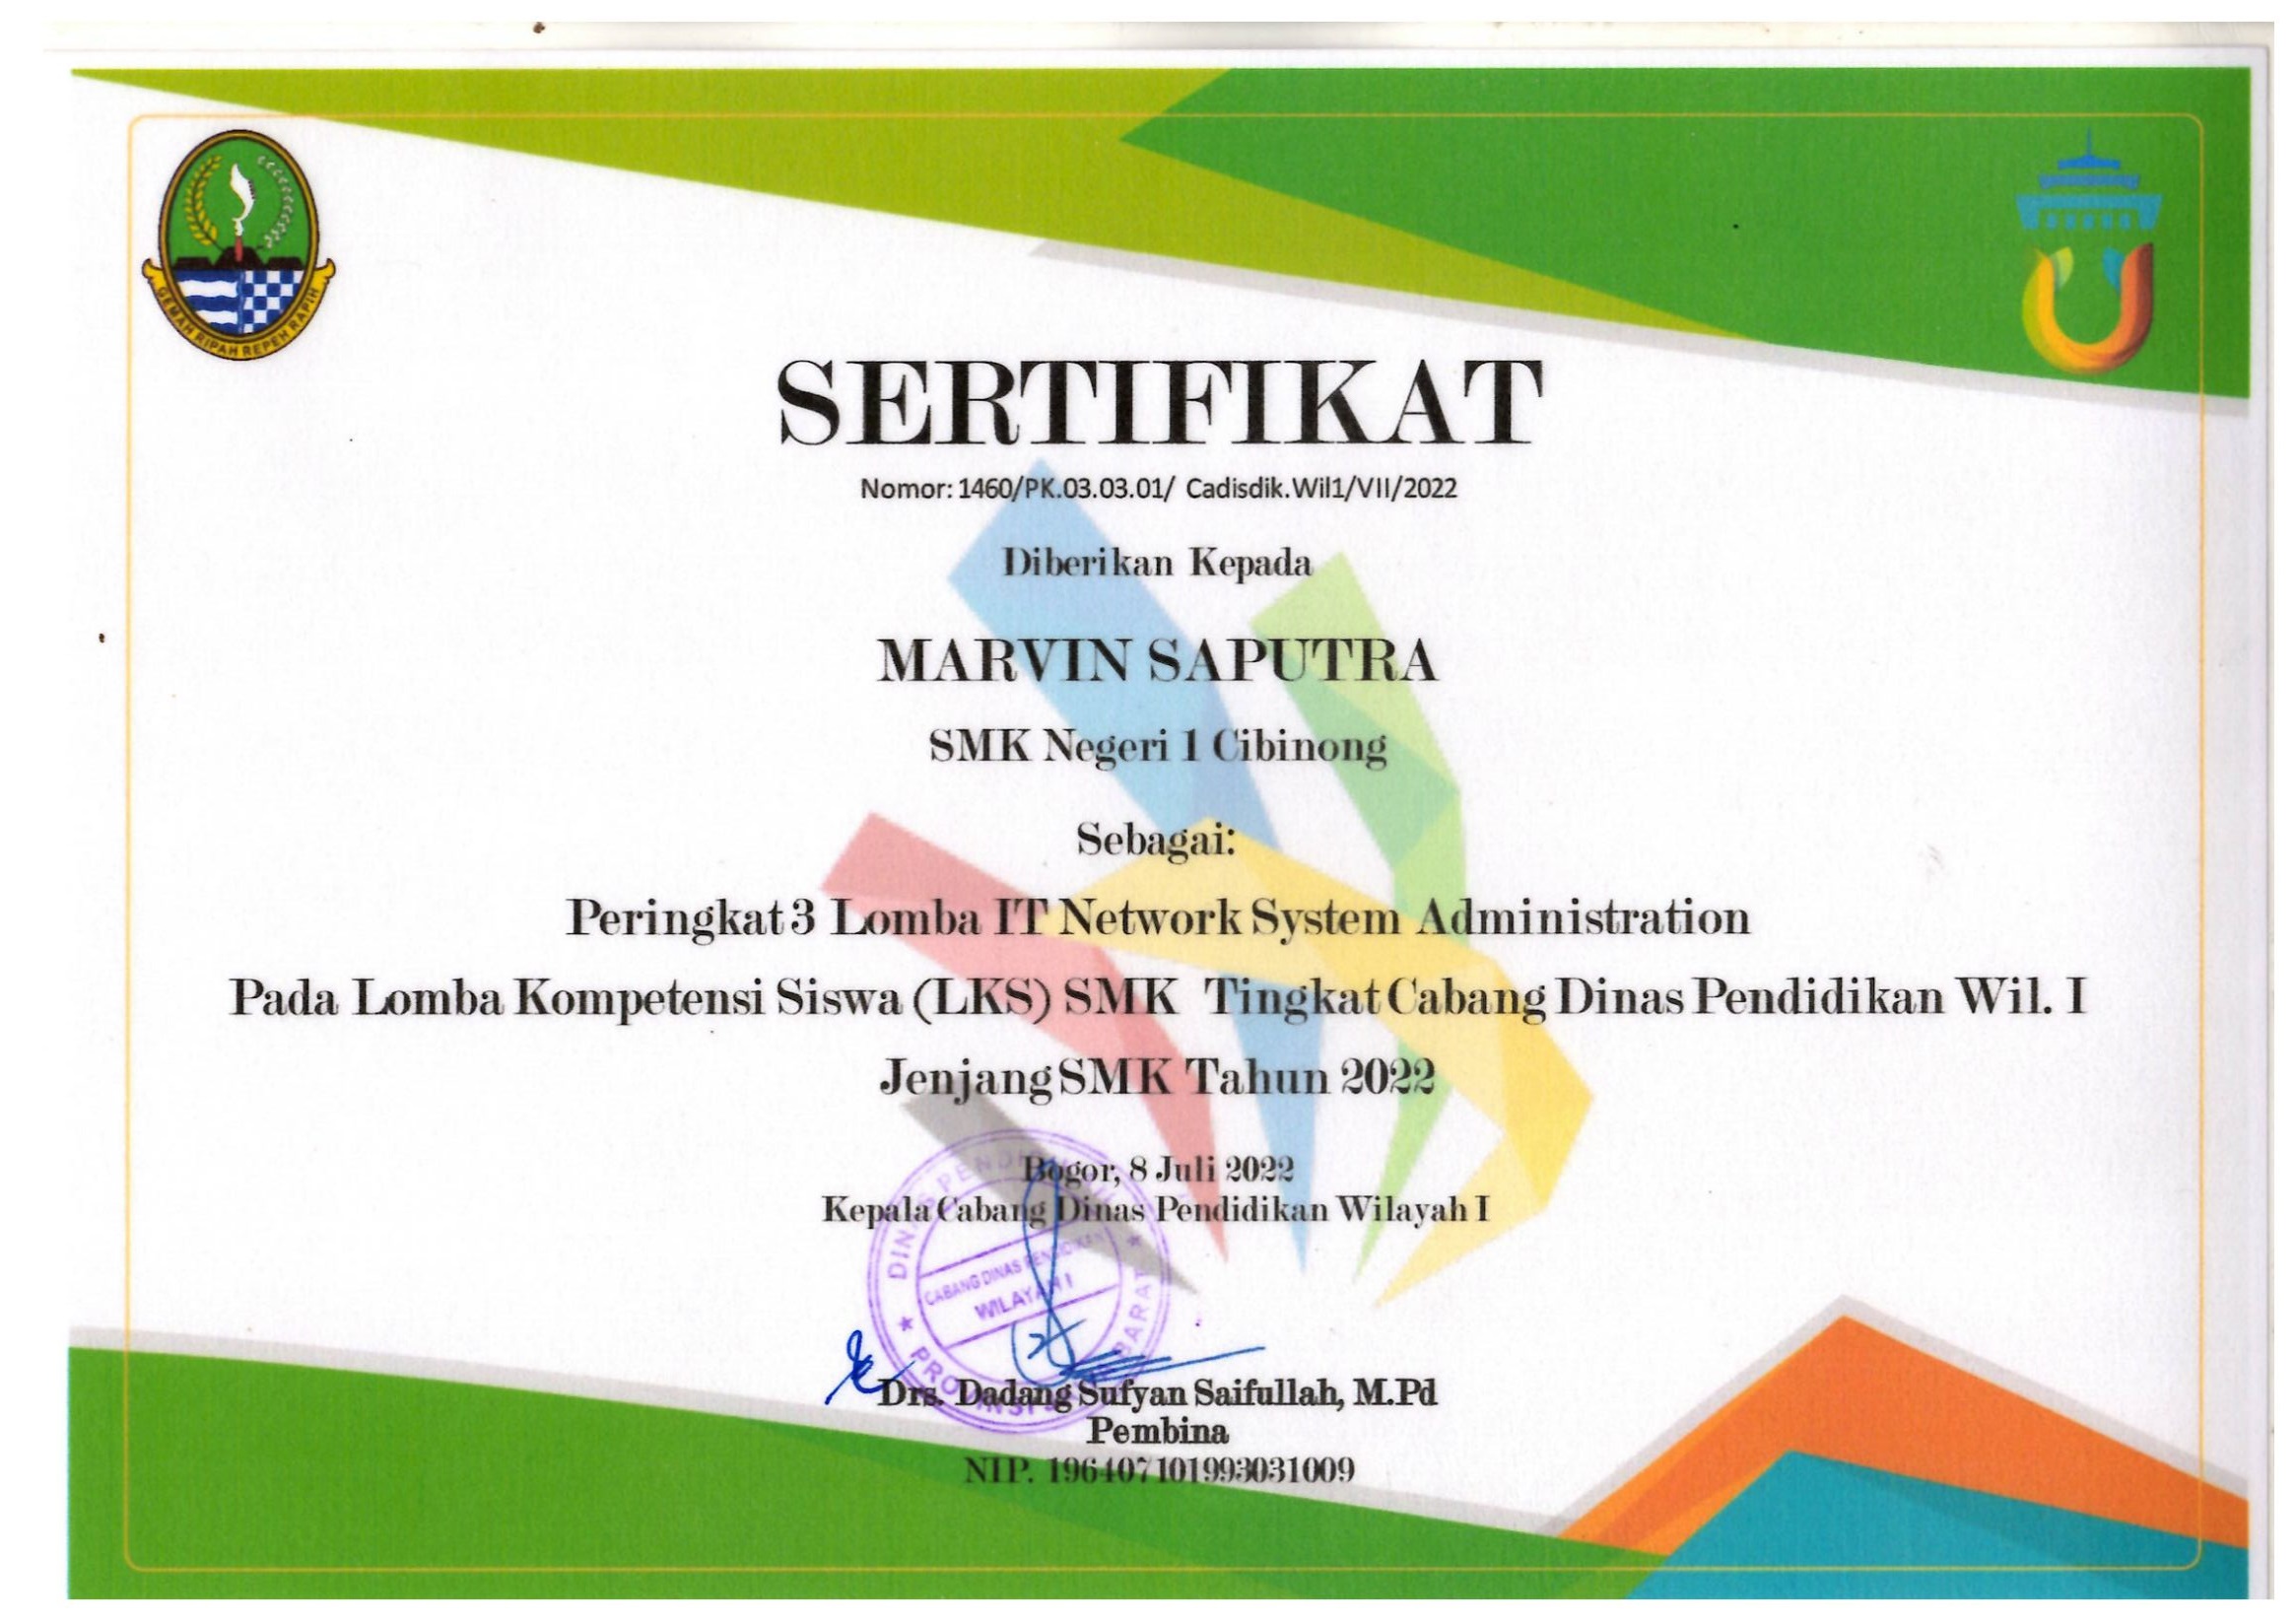 GEMAH RIPAH REPEH RAPIH
SERTIFIKAT
Nomor: 1460/PK.03.03.01/ Cadisdik.Wil1/VII/2022
Diberikan Kepada
MARVIN SAPUTRA
SMK Negeri 1 Cibinong
Sebagai:
Peringkat 3 Lomba IT Network System Administration
Pada Lomba Kompetensi Siswa (LKS) SMK Tingkat Cabang Dinas Pendidikan Wil. I
Jenjang SMK Tahun 2022
Bogor, 8 Juli 2022
Kepala Cabang Dinas Pendidikan Wilayah I
DINAS PENDIDIKAN
CABANG DINAS PENDIDIKAN
WILAYAH I
PROVINSI BARAT
Drs. Dadang Sufyan Saifullah, M.Pd
Pembina
NIP. 196407101993031009